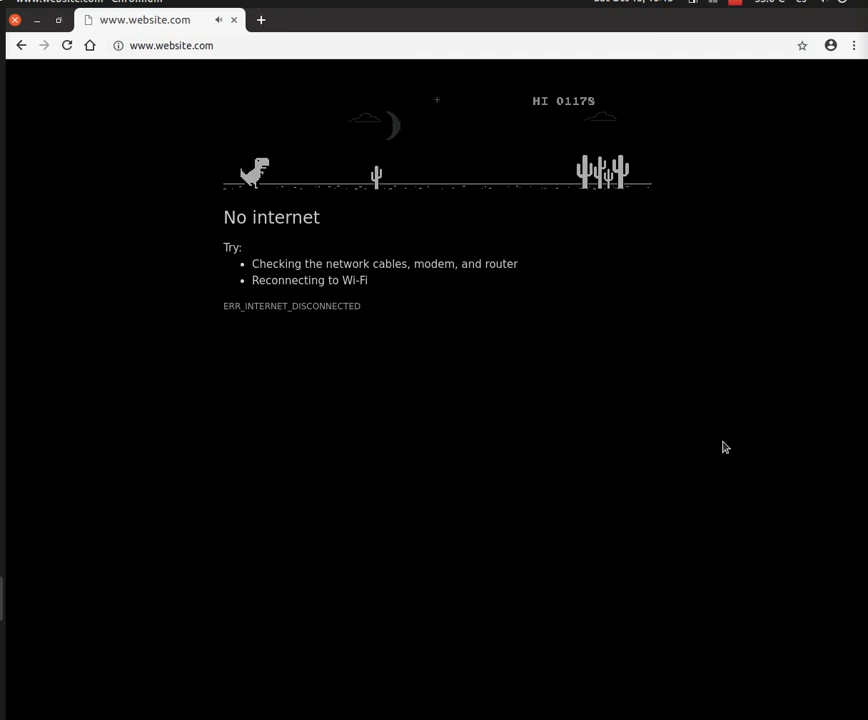 www.website.com - Chromium
www.website.com
www.website.com
HI 01178
No internet
Try:
Checking the network cables, modem, and router
Reconnecting to Wi-Fi
ERR_INTERNET_DISCONNECTED